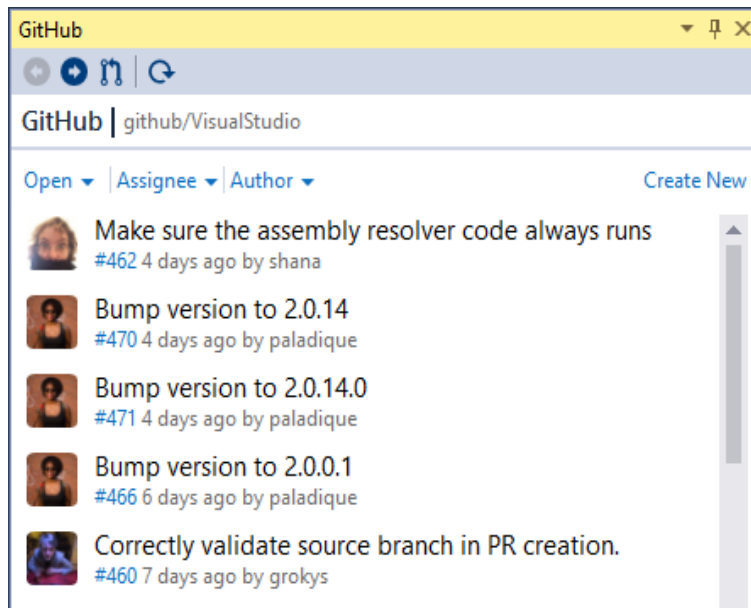 GitHub
GitHub | github/VisualStudio
Open Assignee Author Create New
Make sure the assembly resolver code always runs
#462 4 days ago by shana
Bump version to 2.0.14
#470 4 days ago by paladique
Bump version to 2.0.14.0
#471 4 days ago by paladique
Bump version to 2.0.0.1
#466 6 days ago by paladique
Correctly validate source branch in PR creation.
#460 7 days ago by grokys